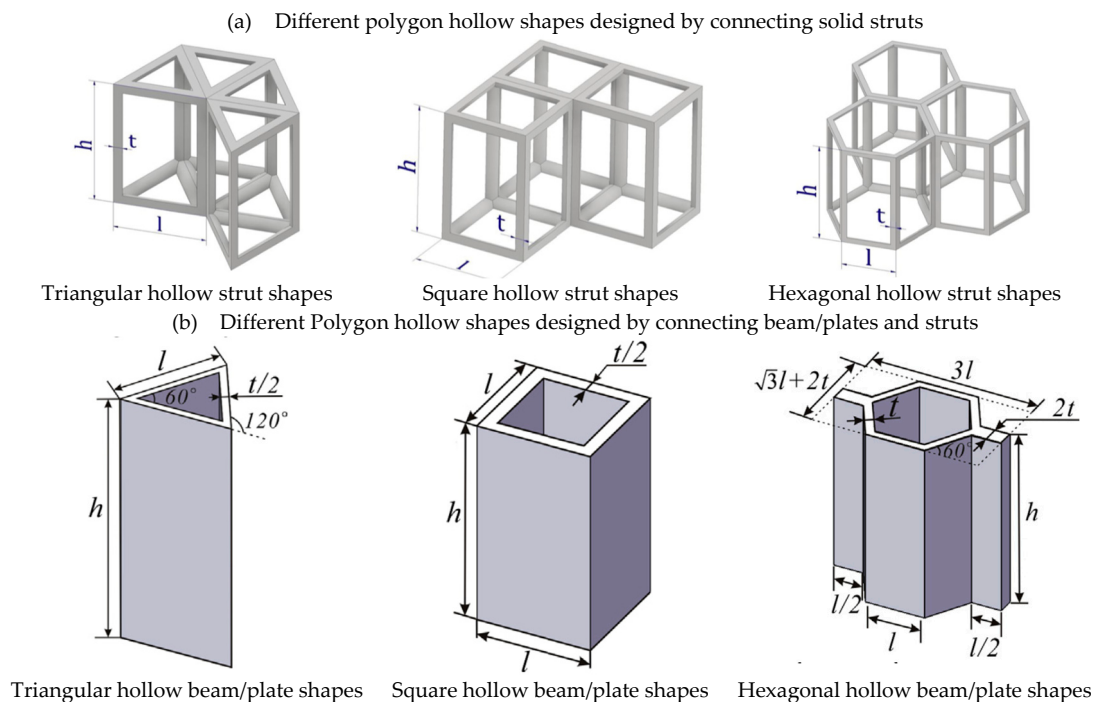 (a) Different polygon hollow shapes designed by connecting solid struts
h
t
l
h
t
l
h
t
l
Triangular hollow strut shapes
Square hollow strut shapes
Hexagonal hollow strut shapes
(b) Different Polygon hollow shapes designed by connecting beam/plates and struts
l
60°
t/2
120°
h
l
t/2
h
l
√3l+2t
3l
t
2t
60°
h
l/2
l
l/2
Triangular hollow beam/plate shapes
Square hollow beam/plate shapes
Hexagonal hollow beam/plate shapes